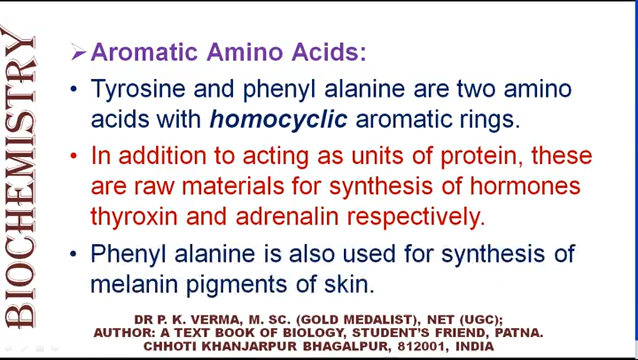 BIOCHEMISTRY
Aromatic Amino Acids:
• Tyrosine and phenyl alanine are two amino
acids with homocyclic aromatic rings.
• In addition to acting as units of protein, these
are raw materials for synthesis of hormones
thyroxin and adrenalin respectively.
• Phenyl alanine is also used for synthesis of
melanin pigments of skin.
DR P. K. VERMA, M. SC. (GOLD MEDALIST), NET (UGC);
AUTHOR: A TEXT BOOK OF BIOLOGY, STUDENT'S FRIEND, PATNA.
CHHOTI KHANJARPUR BHAGALPUR, 812001, INDIA